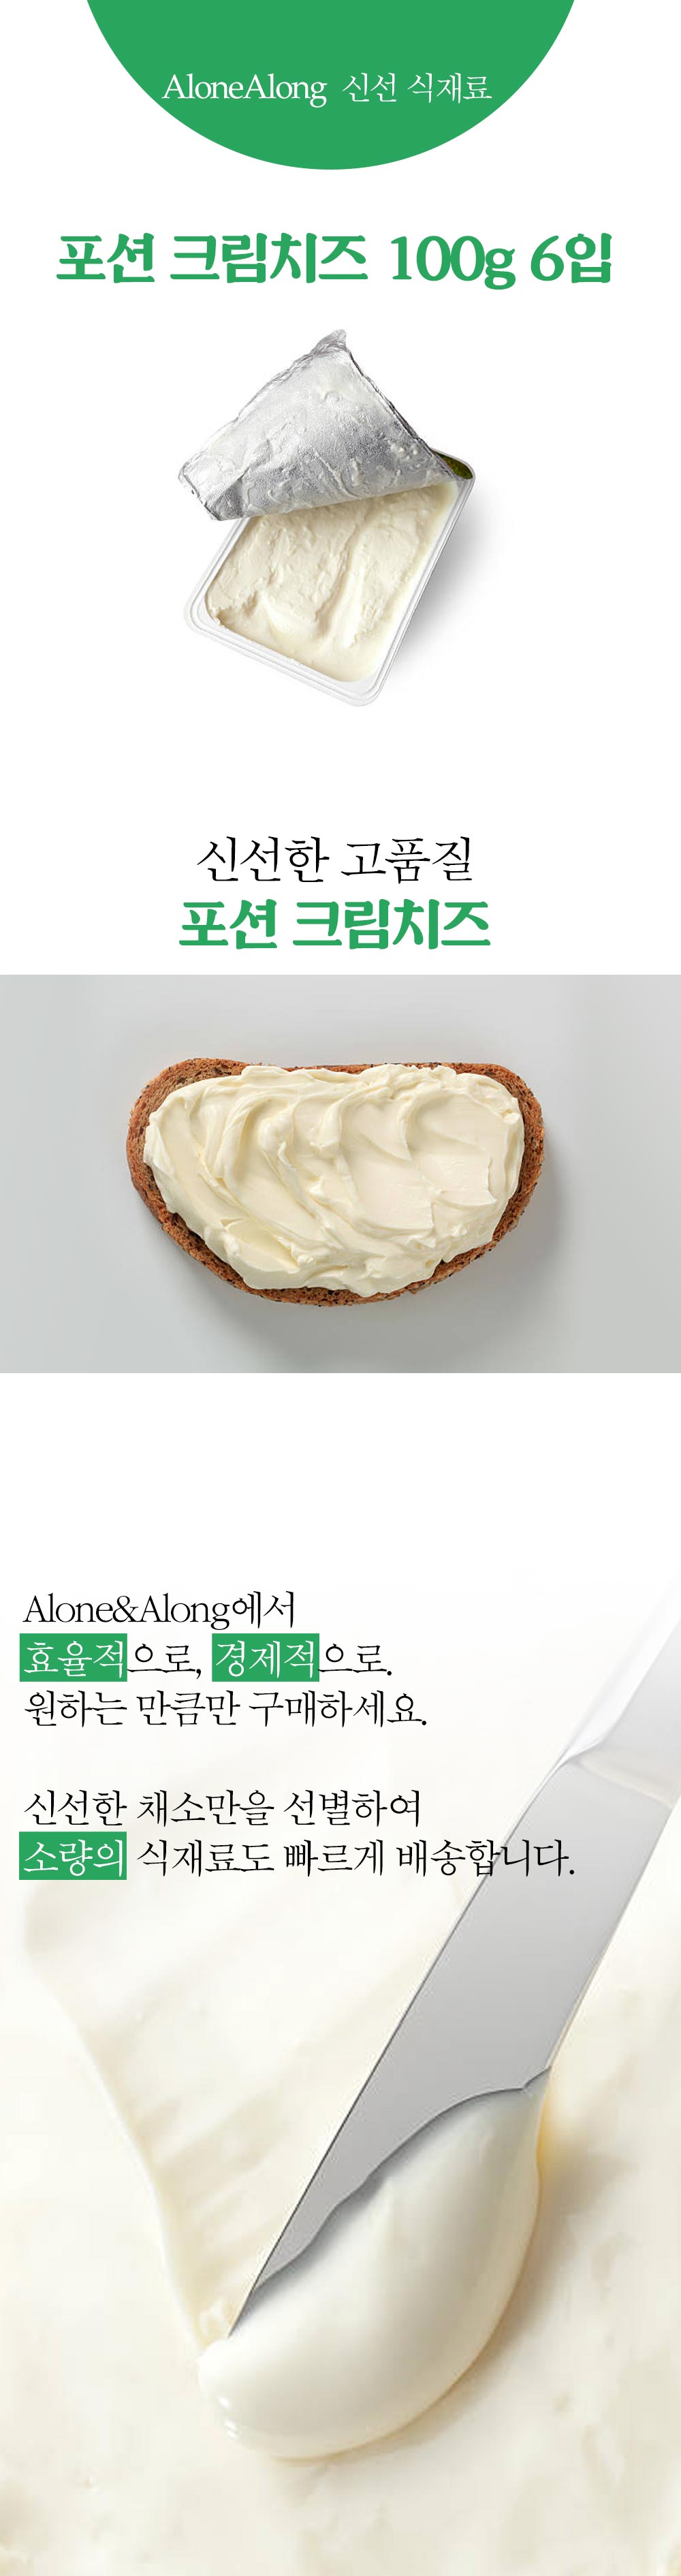 AloneAlong 신선 식재료
포션 크림치즈 100g 6입
신선한 고품질
포션 크림치즈
Alone&Along에서
효율적으로, 경제적으로.
원하는 만큼만 구매하세요.
신선한 채소만을 선별하여
소량의 식재료도 빠르게 배송합니다.